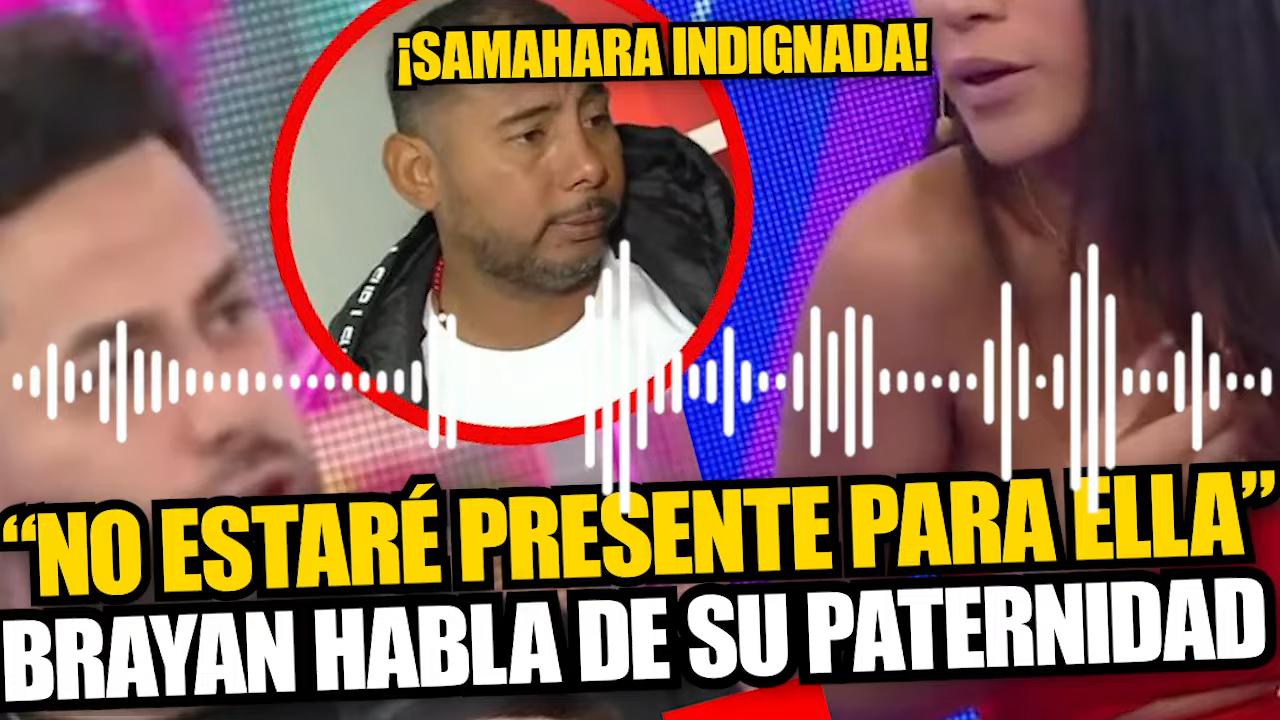 ¡SAMAHARA INDIGNADA!
“NO ESTARÉ PRESENTE PARA ELLA”
BRAYAN HABLA DE SU PATERNIDAD